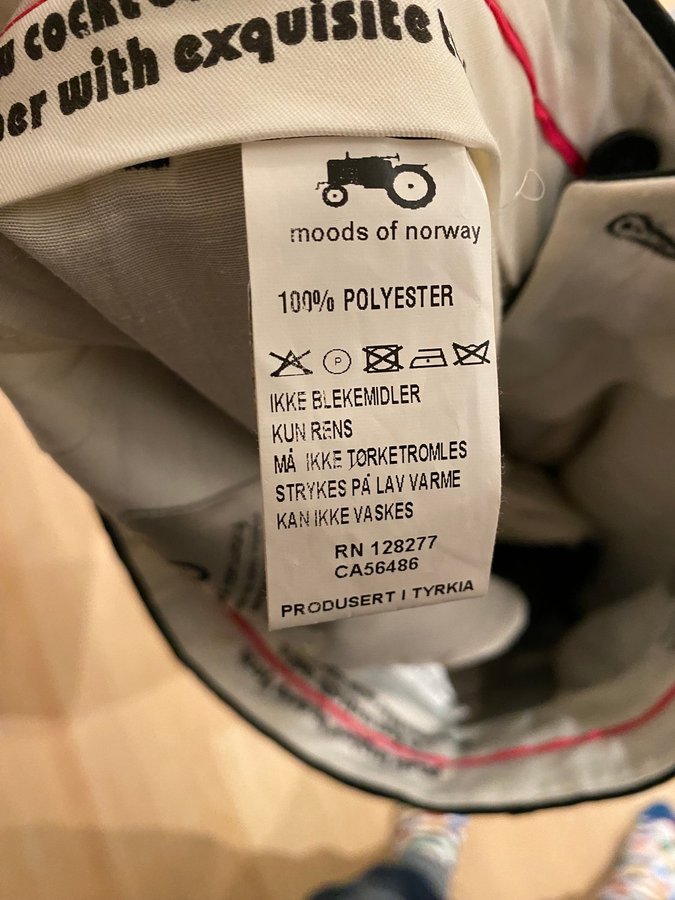 cockt
er with exquisite
moods of norway
100% POLYESTER
P
IKKE BLEKEMIDLER
KUN RENS
MÅ IKKE TØRKETROMLES
STRYKES PÅ LAV VARME
KAN IKKE VASKES
RN 128277
CA56486
PRODUSERT I TYRKIA